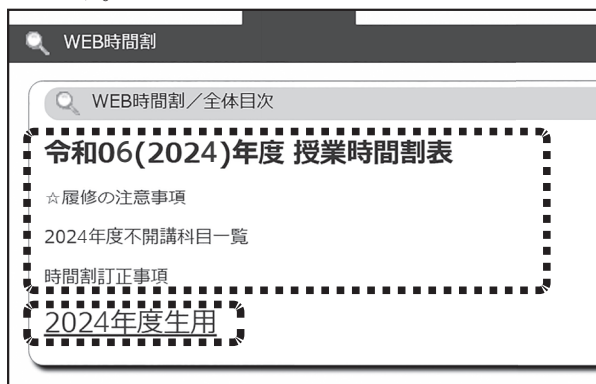 WEB時間割
WEB時間割／全体目次
令和06(2024)年度 授業時間割表
☆履修の注意事項
2024年度不開講科目一覧
時間割訂正事項
2024年度生用